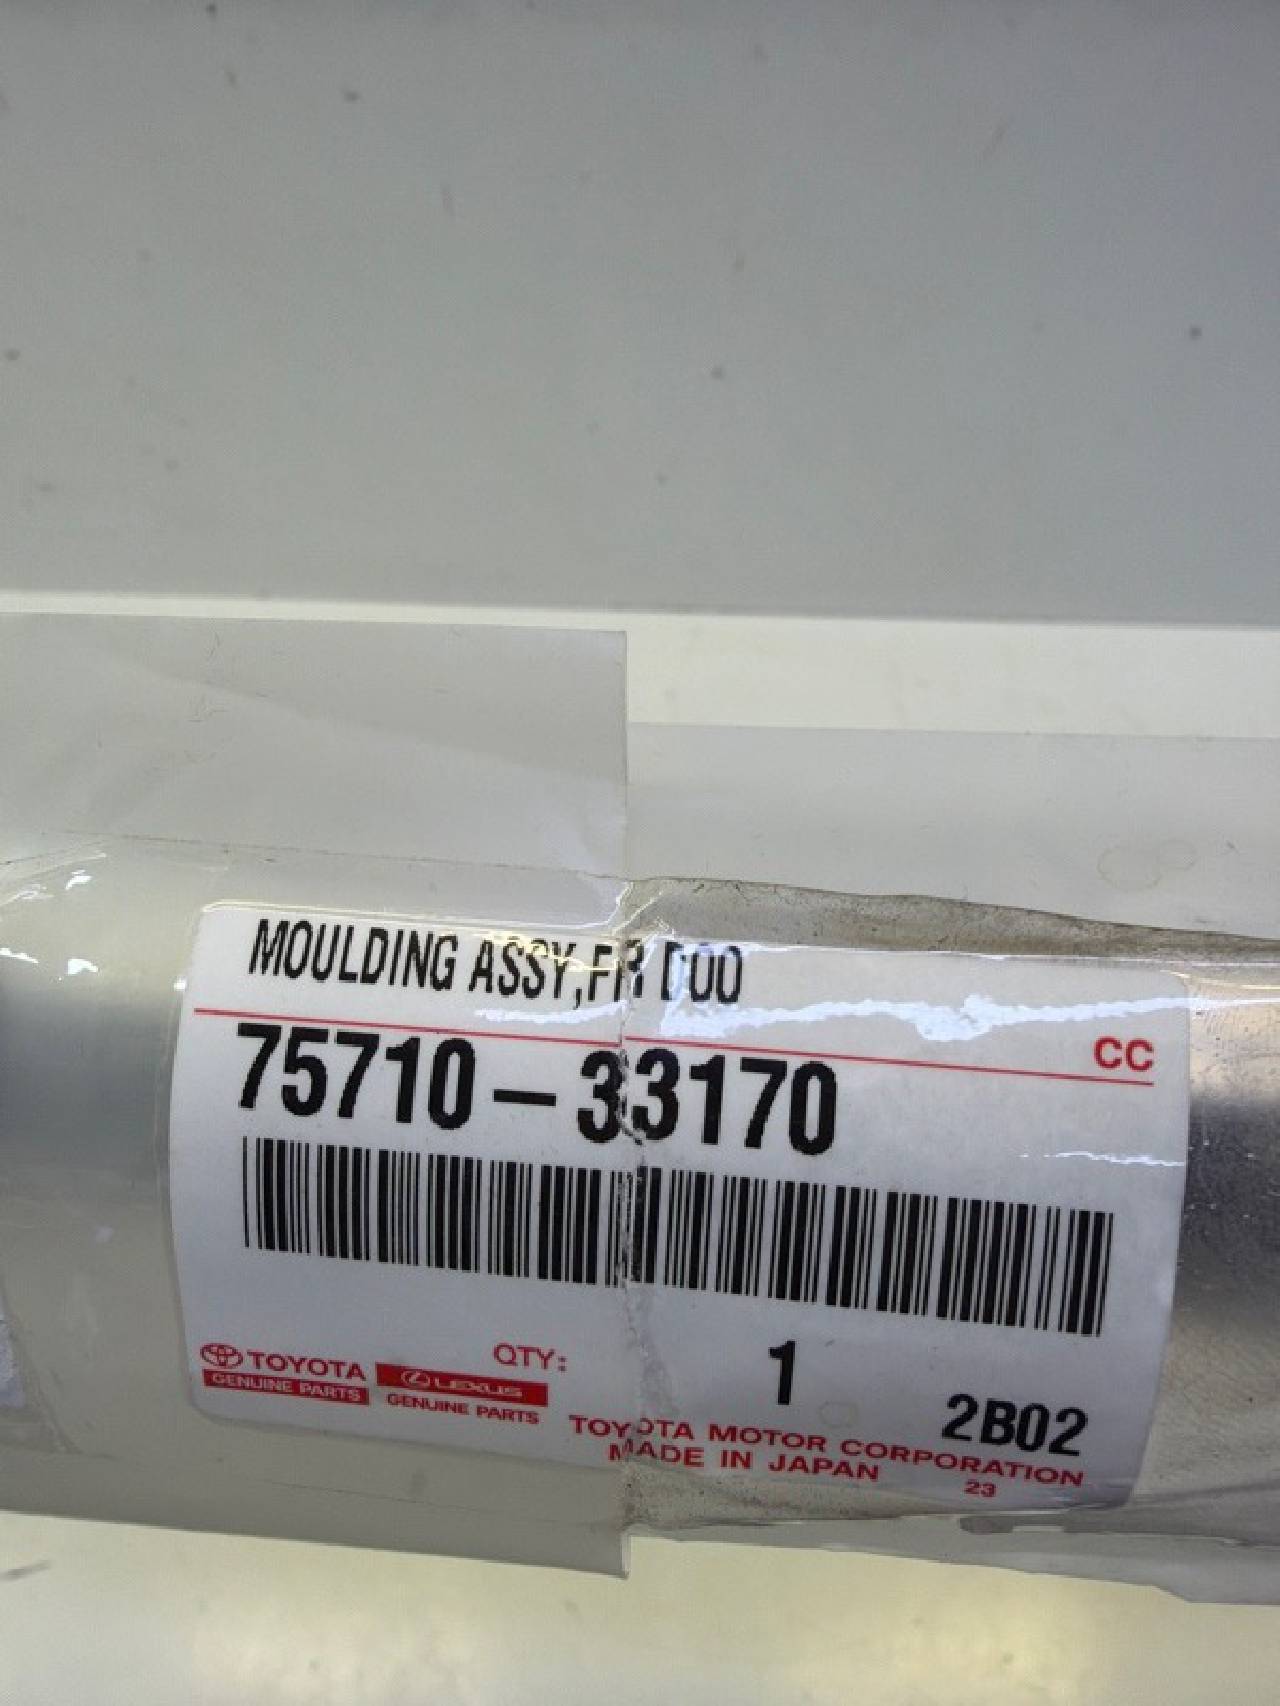 MOULDING ASSY,FR DOO
CC
75710-33170
QTY:
1
TOYOTA
GENUINE PARTS
LEXUS
GENUINE PARTS
2B02
TOYOTA MOTOR CORPORATION
MADE IN JAPAN
23